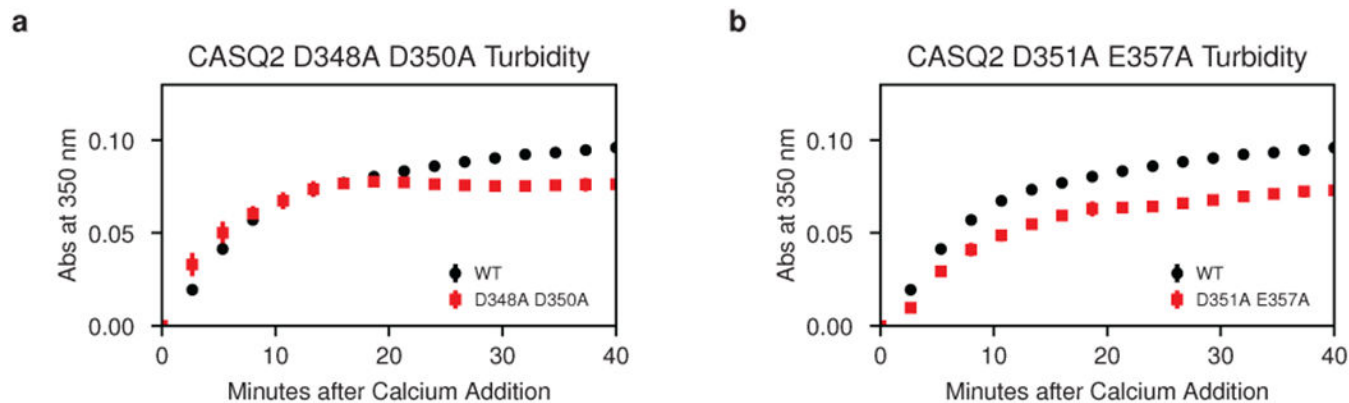 a
CASQ2 D348A D350A Turbidity
Abs at 350 nm
0.10
0.05
0.00
WT
D348A D350A
0
10
20
30
40
Minutes after Calcium Addition
b
CASQ2 D351A E357A Turbidity
Abs at 350 nm
0.10
0.05
0.00
WT
D351A E357A
0
10
20
30
40
Minutes after Calcium Addition